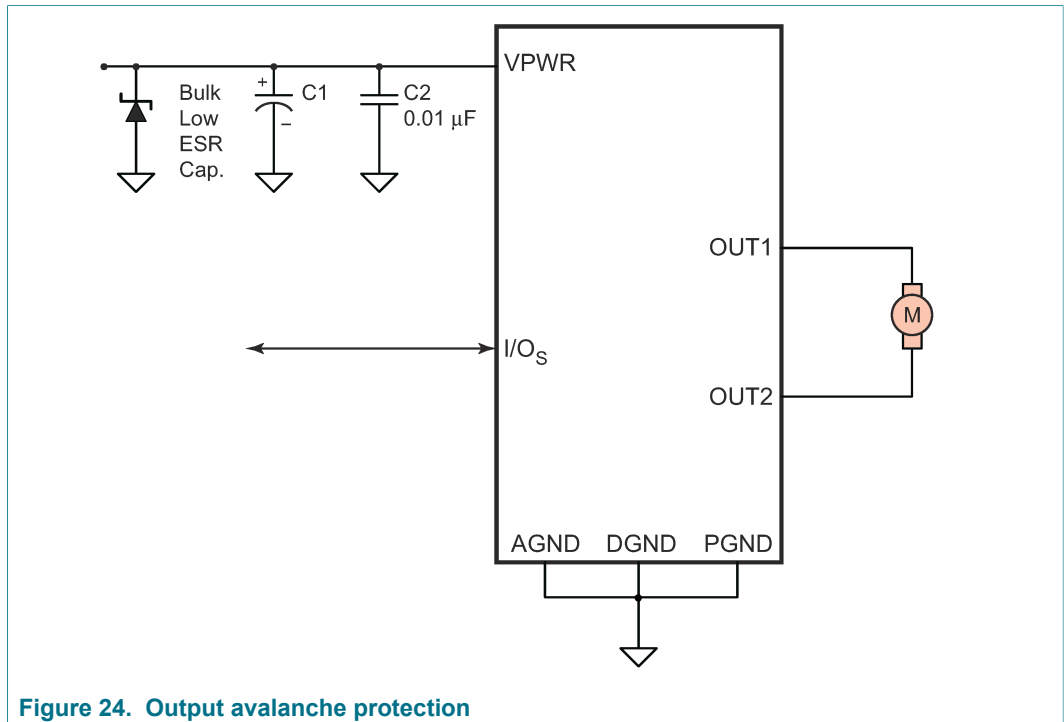 VPWR
Bulk
Low
ESR
Cap.
+
C1
–
C2
0.01 μF
OUT1
M
I/OS
OUT2
AGND DGND PGND
Figure 24. Output avalanche protection